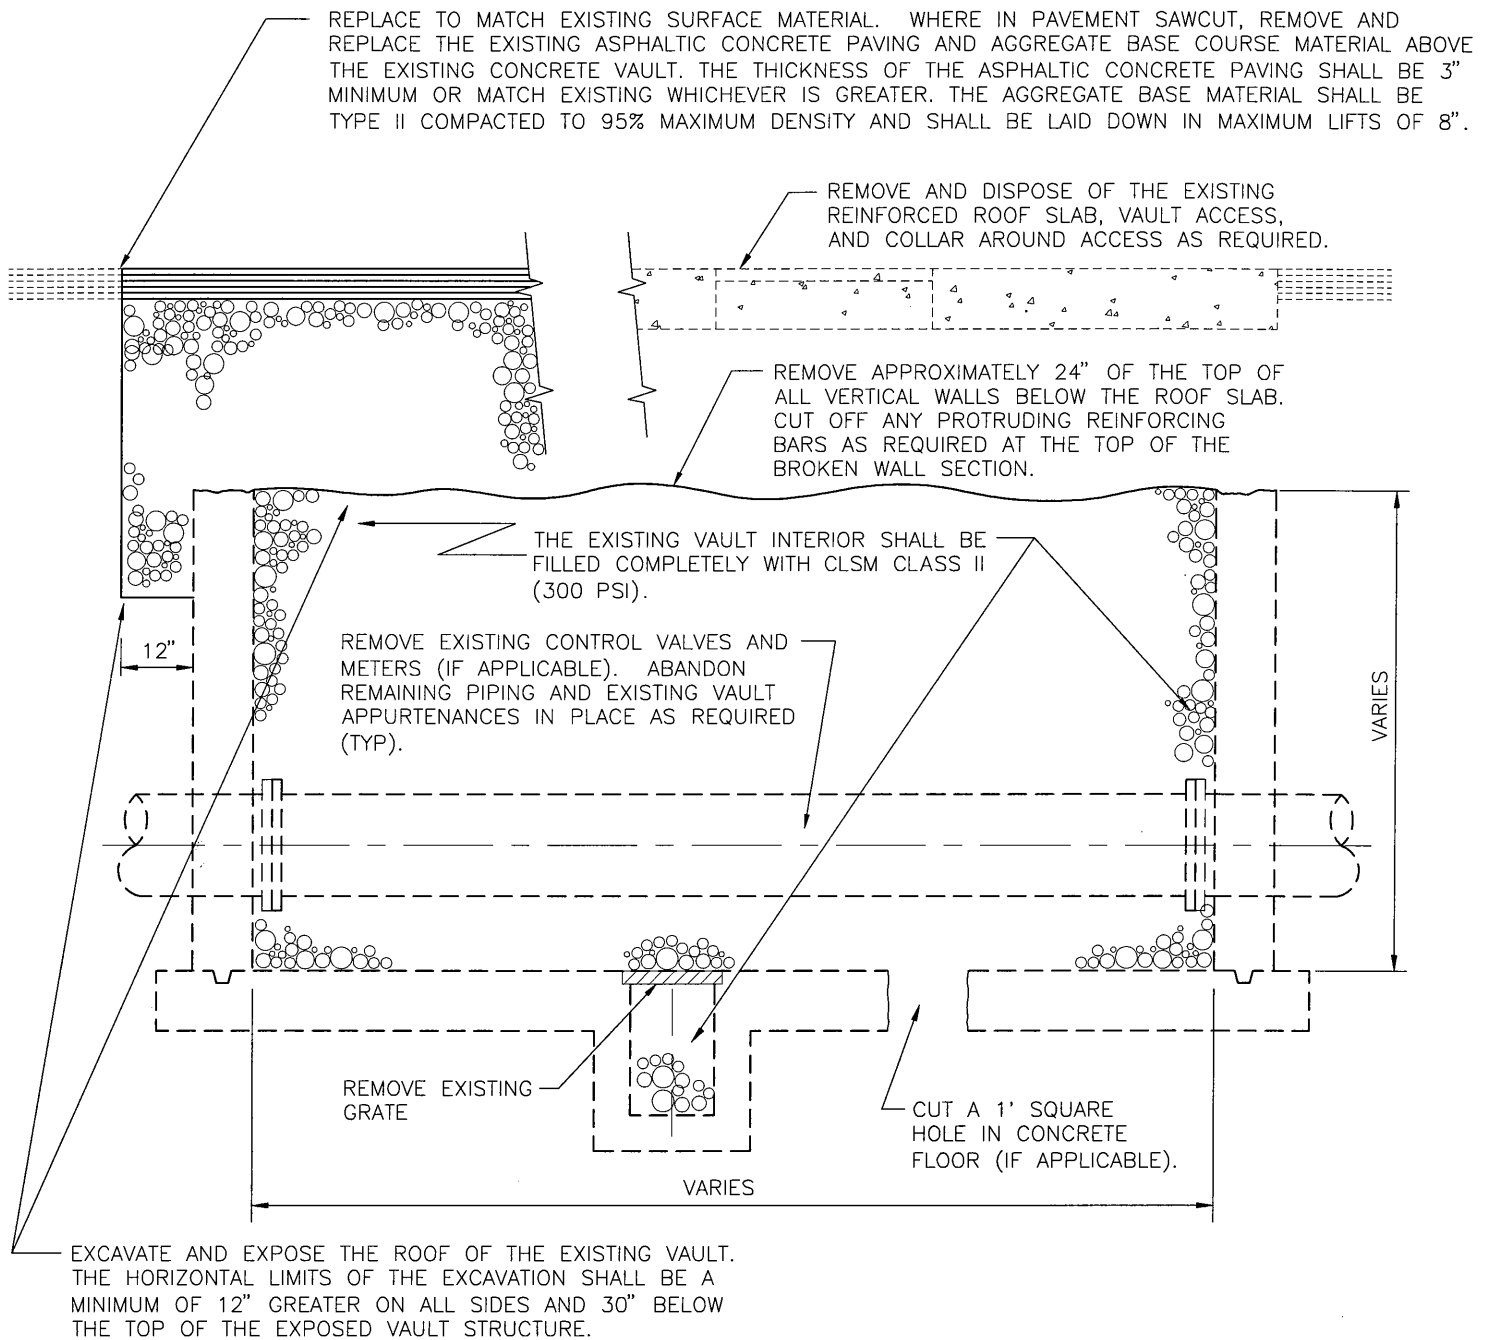 REPLACE TO MATCH EXISTING SURFACE MATERIAL. WHERE IN PAVEMENT SAWCUT, REMOVE AND
REPLACE THE EXISTING ASPHALTIC CONCRETE PAVING AND AGGREGATE BASE COURSE MATERIAL ABOVE
THE EXISTING CONCRETE VAULT. THE THICKNESS OF THE ASPHALTIC CONCRETE PAVING SHALL BE 3"
MINIMUM OR MATCH EXISTING WHICHEVER IS GREATER. THE AGGREGATE BASE MATERIAL SHALL BE
TYPE II COMPACTED TO 95% MAXIMUM DENSITY AND SHALL BE LAID DOWN IN MAXIMUM LIFTS OF 8".
REMOVE AND DISPOSE OF THE EXISTING
REINFORCED ROOF SLAB, VAULT ACCESS,
AND COLLAR AROUND ACCESS AS REQUIRED.
REMOVE APPROXIMATELY 24" OF THE TOP OF
ALL VERTICAL WALLS BELOW THE ROOF SLAB.
CUT OFF ANY PROTRUDING REINFORCING
BARS AS REQUIRED AT THE TOP OF THE
BROKEN WALL SECTION.
THE EXISTING VAULT INTERIOR SHALL BE
FILLED COMPLETELY WITH CLSM CLASS II
(300 PSI).
12"
REMOVE EXISTING CONTROL VALVES AND
METERS (IF APPLICABLE). ABANDON
REMAINING PIPING AND EXISTING VAULT
APPURTENANCES IN PLACE AS REQUIRED
(TYP).
VARIES
REMOVE EXISTING
GRATE
CUT A 1' SQUARE
HOLE IN CONCRETE
FLOOR (IF APPLICABLE).
VARIES
EXCAVATE AND EXPOSE THE ROOF OF THE EXISTING VAULT.
THE HORIZONTAL LIMITS OF THE EXCAVATION SHALL BE A
MINIMUM OF 12" GREATER ON ALL SIDES AND 30" BELOW
THE TOP OF THE EXPOSED VAULT STRUCTURE.